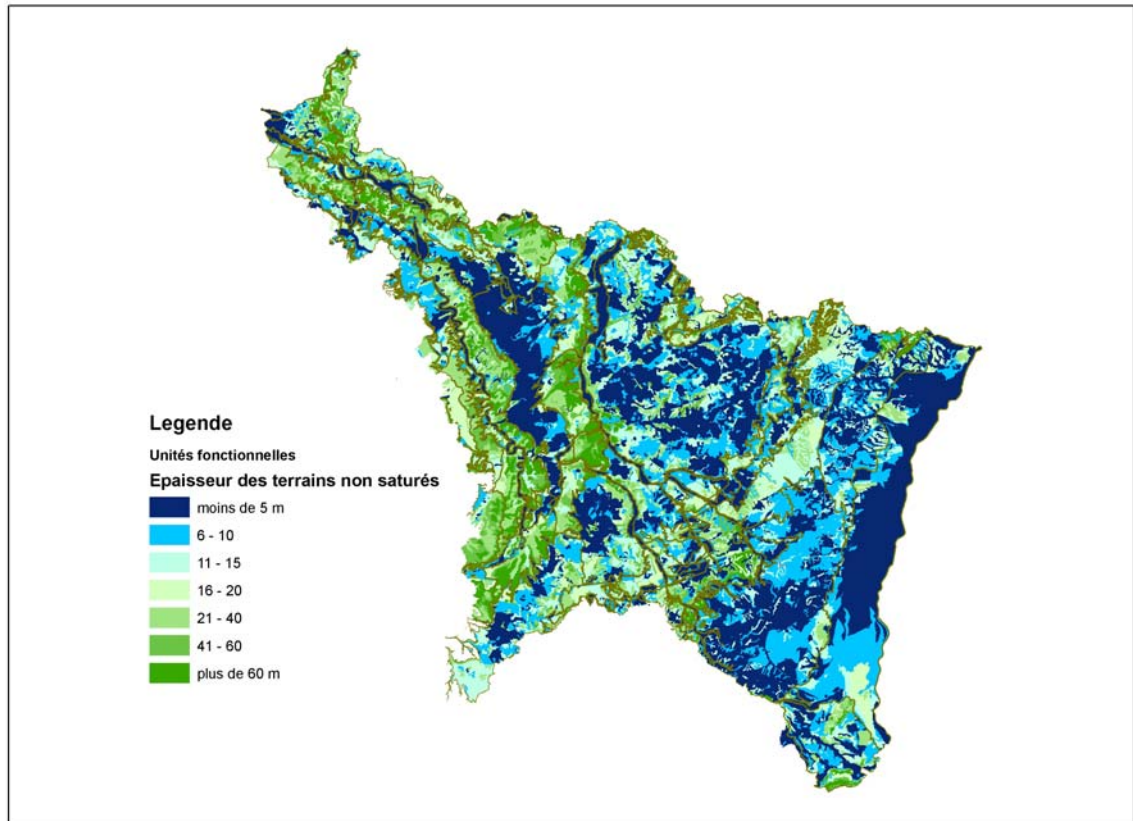 Legende
Unités fonctionnelles
Epaisseur des terrains non saturés
moins de 5 m
6 - 10
11 - 15
16 - 20
21 - 40
41 - 60
plus de 60 m